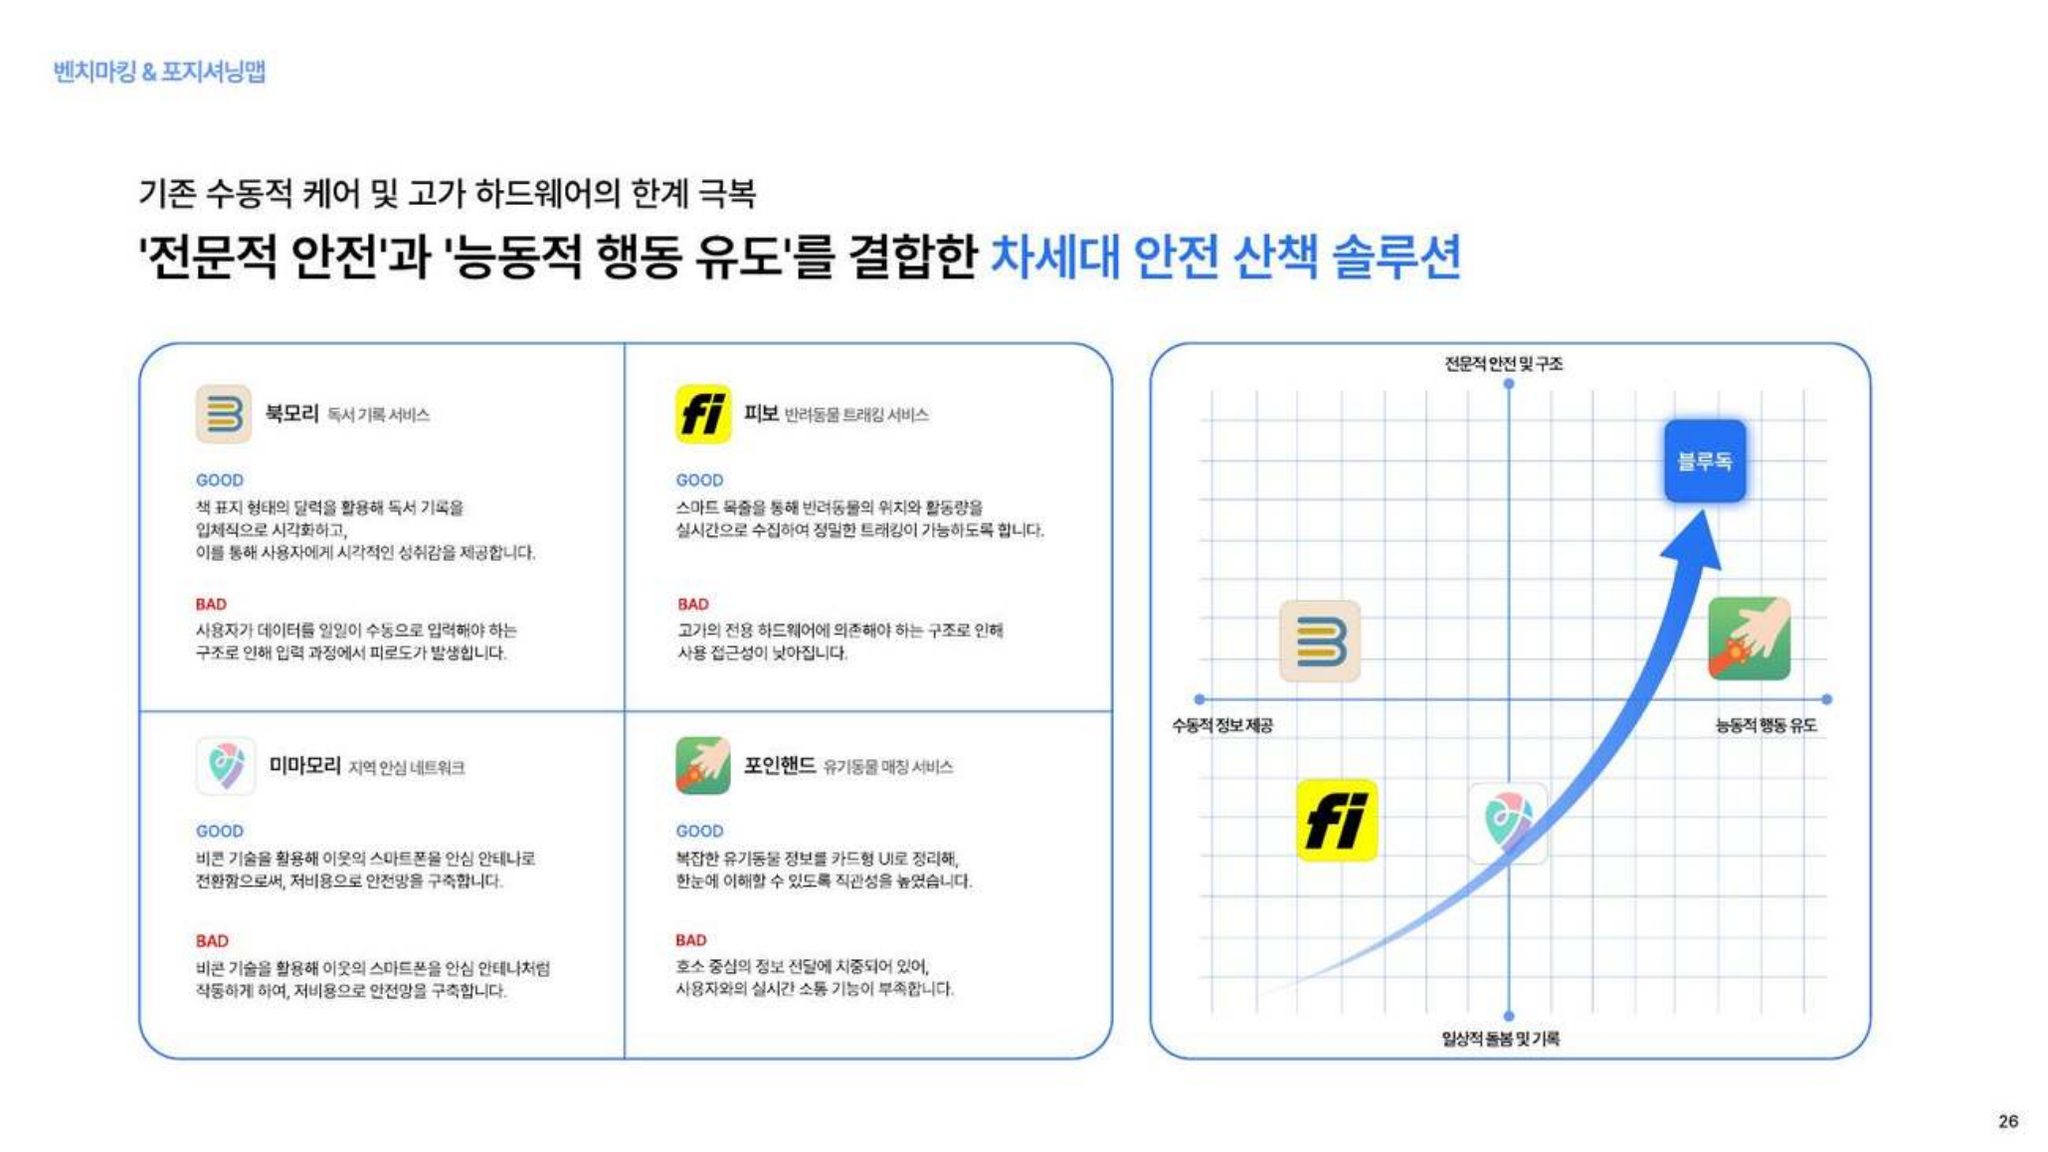 벤치마킹 & 포지셔닝맵
기존 수동적 케어 및 고가 하드웨어의 한계 극복
'전문적 안전'과 '능동적 행동 유도'를 결합한 차세대 안전 산책 솔루션
북모리 독서 기록 서비스
GOOD
책 표지 형태의 달력을 활용해 독서 기록을
입체적으로 시각화하고,
이를 통해 사용자에게 시각적인 성취감을 제공합니다.
BAD
사용자가 데이터를 일일이 수동으로 입력해야 하는
구조로 인해 입력 과정에서 피로도가 발생합니다.
fi
피보 반려동물 트래킹 서비스
GOOD
스마트 목줄을 통해 반려동물의 위치와 활동량을
실시간으로 수집하여 정밀한 트래킹이 가능하도록 합니다.
BAD
고가의 전용 하드웨어에 의존해야 하는 구조로 인해
사용 접근성이 낮아집니다.
미마모리 지역 안심 네트워크
GOOD
비콘 기술을 활용해 이웃의 스마트폰을 안심 안테나로
전환함으로써, 저비용으로 안전망을 구축합니다.
BAD
비콘 기술을 활용해 이웃의 스마트폰을 안심 안테나처럼
작동하게 하여, 저비용으로 안전망을 구축합니다.
포인핸드 유기동물 매칭 서비스
GOOD
복잡한 유기동물 정보를 카드형 UI로 정리해,
한눈에 이해할 수 있도록 직관성을 높였습니다.
BAD
호소 중심의 정보 전달에 치중되어 있어,
사용자와의 실시간 소통 기능이 부족합니다.
전문적 안전 및 구조
블루독
수동적 정보 제공
능동적 행동 유도
fi
일상적 돌봄 및 기록
26